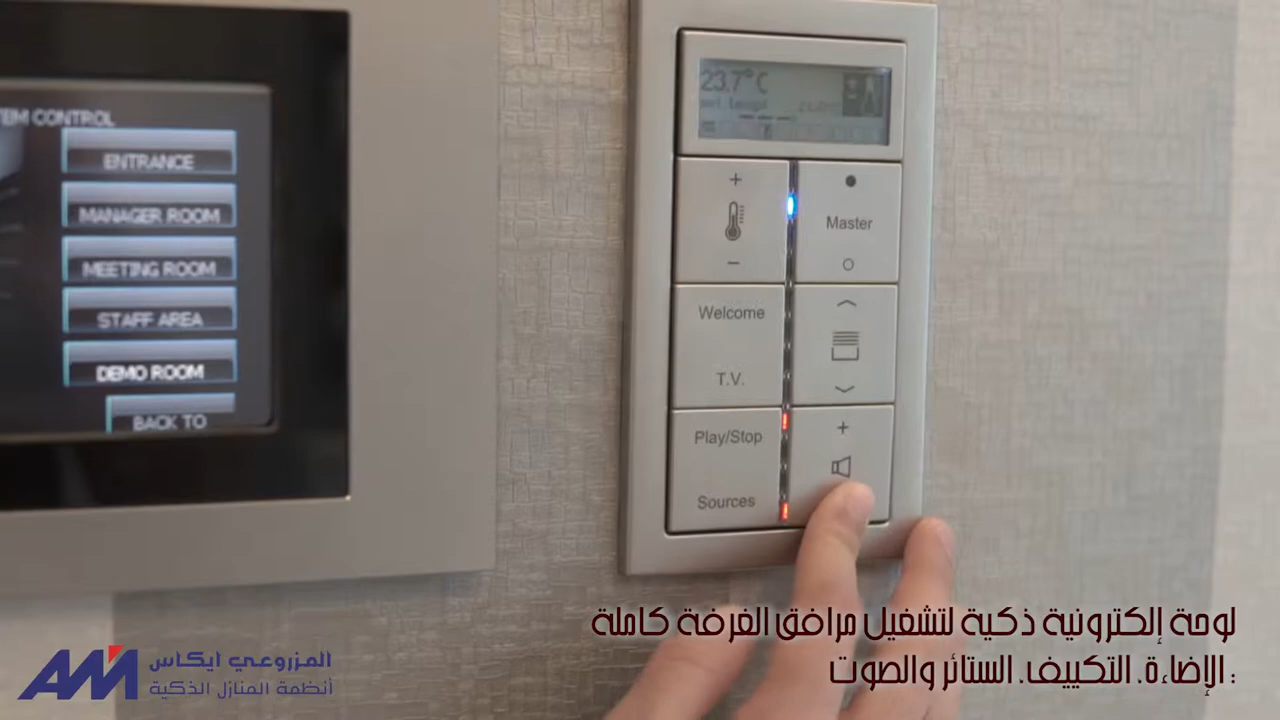 TEM CONTROL
ENTRANCE
MANAGER ROOM
MEETING ROOM
STAFF AREA
DEMO ROOM
BACK TO
23.7°C
+
Master
-
Welcome
T.V.
Play/Stop
+
Sources
لوحة إلكترونية ذكية لتشغيل مرافق الغرفة كاملة
: الإضاءة. التكييف. الستائر والصوت
AMA
المزروعي ايكاس
أنظمة المنازل الذكية